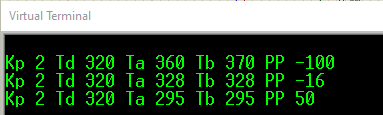 Virtual Terminal
Kp 2 Td 320 Ta 360 Tb 370 PP -100
Kp 2 Td 320 Ta 328 Tb 328 PP -16
Kp 2 Td 320 Ta 295 Tb 295 PP 50